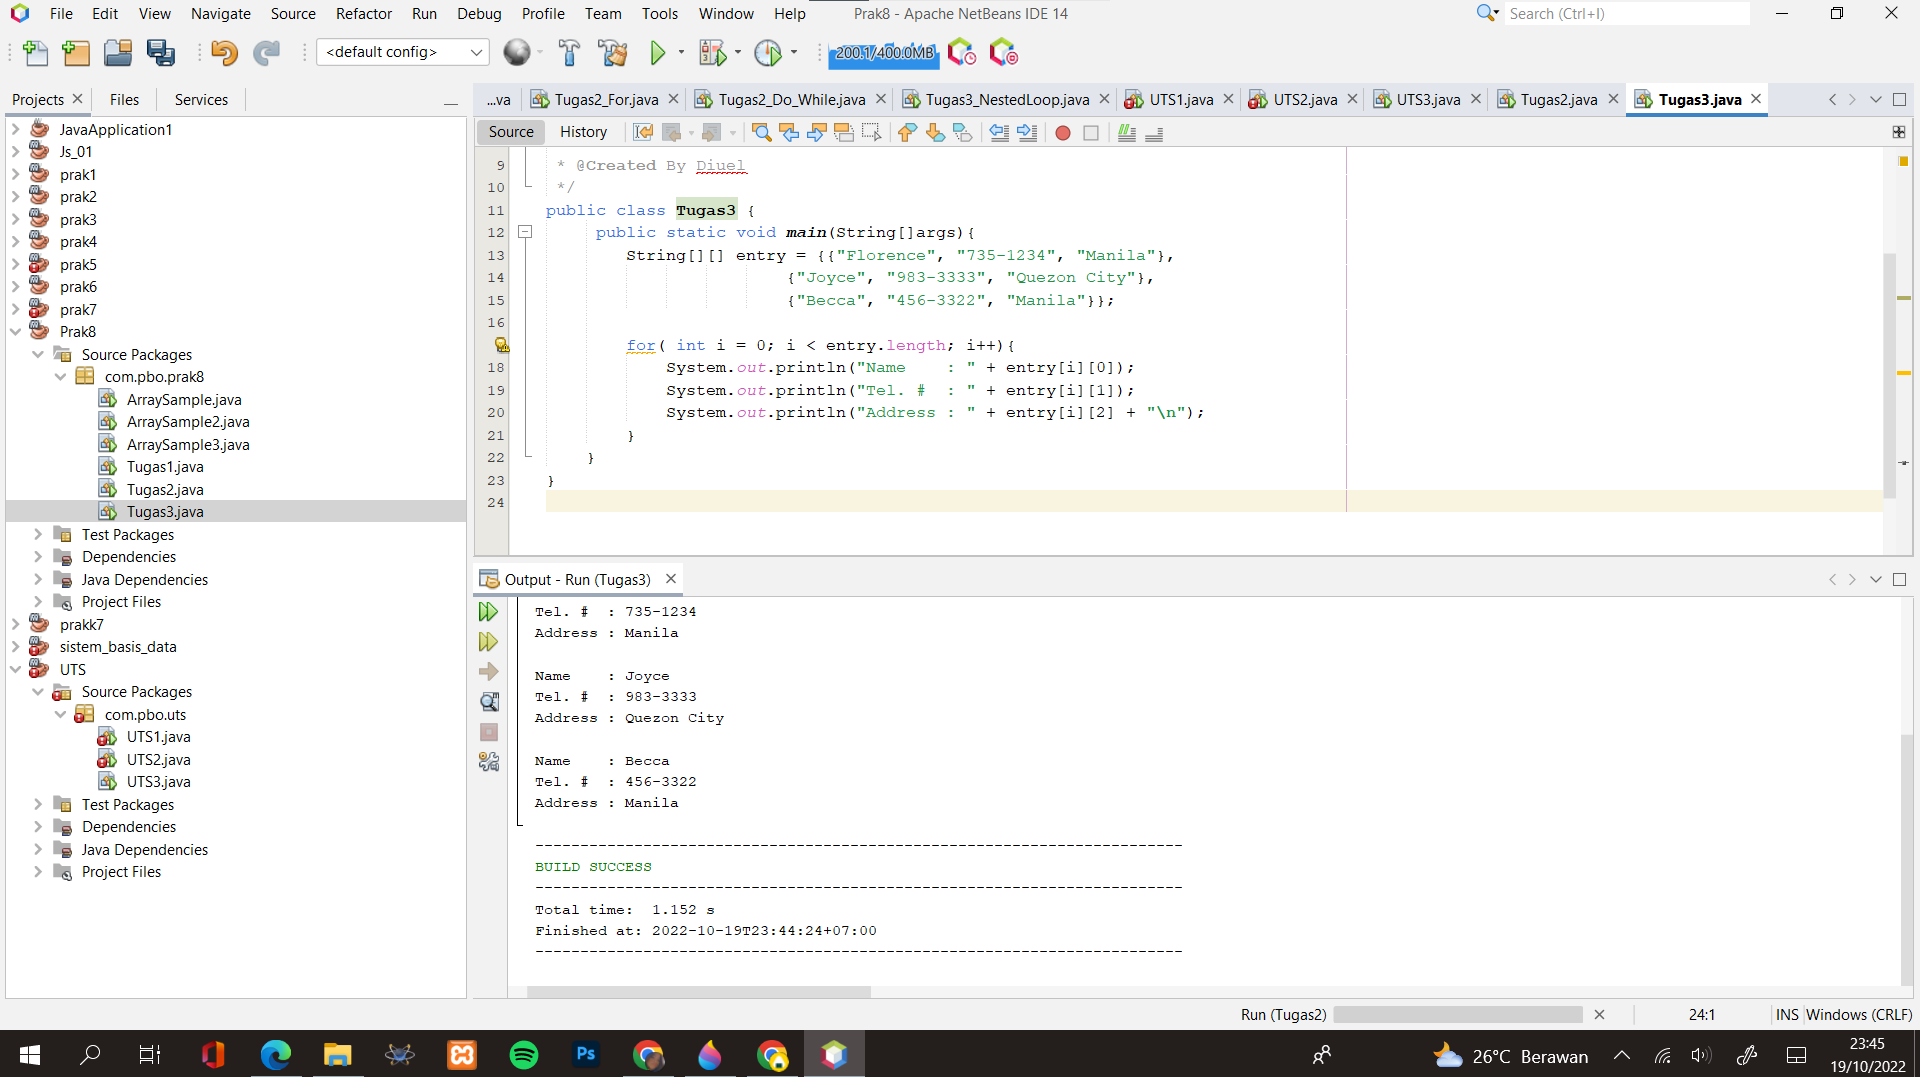 File Edit View Navigate Source Refactor Run Debug Profile Team Tools Window Help Prak8 - Apache NetBeans IDE 14 Search (Ctrl+I)
<default config> 200.1/400.0MB
Projects Files Services
...va Tugas2_For.java Tugas2_Do_While.java Tugas3_NestedLoop.java UTS1.java UTS2.java UTS3.java Tugas2.java Tugas3.java
Source History
JavaApplication1
Js_01
prak1
prak2
prak3
prak4
prak5
prak6
prak7
Prak8
Source Packages
com.pbo.prak8
ArraySample.java
ArraySample2.java
ArraySample3.java
Tugas1.java
Tugas2.java
Tugas3.java
Test Packages
Dependencies
Java Dependencies
Project Files
prakk7
sistem_basis_data
UTS
Source Packages
com.pbo.uts
UTS1.java
UTS2.java
UTS3.java
Test Packages
Dependencies
Java Dependencies
Project Files
9 * @Created By Diuel
10 */
11 public class Tugas3 {
12 public static void main(String[]args){
13 String[][] entry = {{"Florence", "735-1234", "Manila"},
14 {"Joyce", "983-3333", "Quezon City"},
15 {"Becca", "456-3322", "Manila"}};
16
for( int i = 0; i < entry.length; i++){
18 System.out.println("Name    : " + entry[i][0]);
19 System.out.println("Tel. #  : " + entry[i][1]);
20 System.out.println("Address : " + entry[i][2] + "\n");
21 }
22 }
23 }
24
Output - Run (Tugas3)
Tel. #  : 735-1234
Address : Manila
Name    : Joyce
Tel. #  : 983-3333
Address : Quezon City
Name    : Becca
Tel. #  : 456-3322
Address : Manila
------------------------------------------------------------------------
BUILD SUCCESS
------------------------------------------------------------------------
Total time:  1.152 s
Finished at: 2022-10-19T23:44:24+07:00
------------------------------------------------------------------------
Run (Tugas2) 24:1 INS Windows (CRLF)
Ps 26°C Berawan 23:45
19/10/2022